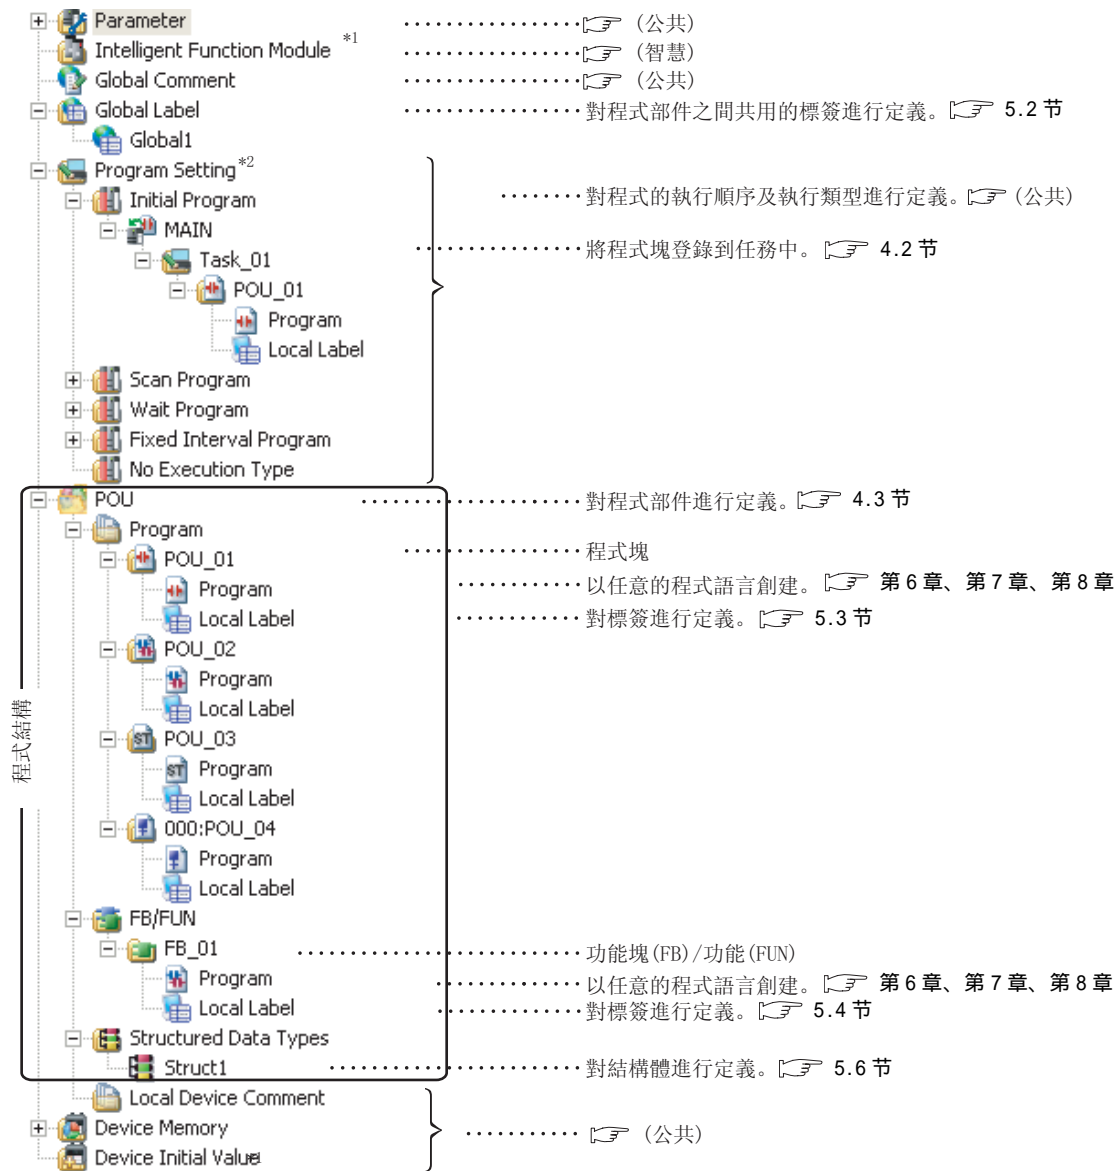 Parameter ☞ (公共)
Intelligent Function Module *1 ☞ (智慧)
Global Comment ☞ (公共)
Global Label 對程式部件之間共用的標簽進行定義。☞ 5.2 节
Global1
Program Setting*2
Initial Program 對程式的執行順序及執行類型進行定義。☞ (公共)
MAIN
Task_01 將程式塊登錄到任務中。☞ 4.2 节
POU_01
Program
Local Label
Scan Program
Wait Program
Fixed Interval Program
No Execution Type
POU 對程式部件進行定義。☞ 4.3 节
Program
POU_01 程式塊
Program 以任意的程式語言創建。☞ 第 6 章、第 7 章、第 8 章
Local Label 對標簽進行定義。☞ 5.3 节
POU_02
Program
Local Label
程式結構
POU_03
ST
Program
ST
Local Label
000:POU_04
Program
Local Label
FB/FUN
FB_01 功能塊(FB)/功能(FUN)
Program 以任意的程式語言創建。☞ 第 6 章、第 7 章、第 8 章
Local Label 對標簽進行定義。☞ 5.4 节
Structured Data Types
Struct1 對結構體進行定義。☞ 5.6 节
Local Device Comment
Device Memory ☞ (公共)
Device Initial Value